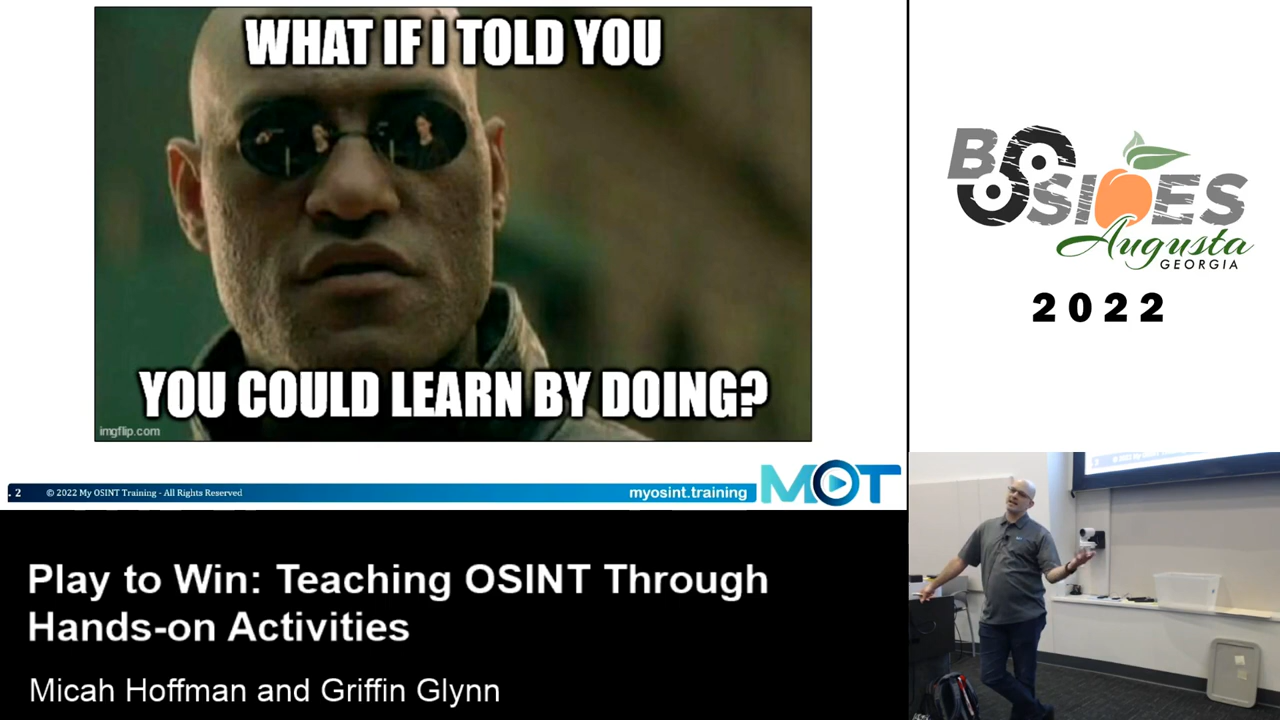 WHAT IF I TOLD YOU
YOU COULD LEARN BY DOING?
imgflip.com
. 2
© 2022 My OSINT Training - All Rights Reserved
myosint.training
MOT
BSIDES
Augusta
GEORGIA
2022
Play to Win: Teaching OSINT Through
Hands-on Activities
Micah Hoffman and Griffin Glynn